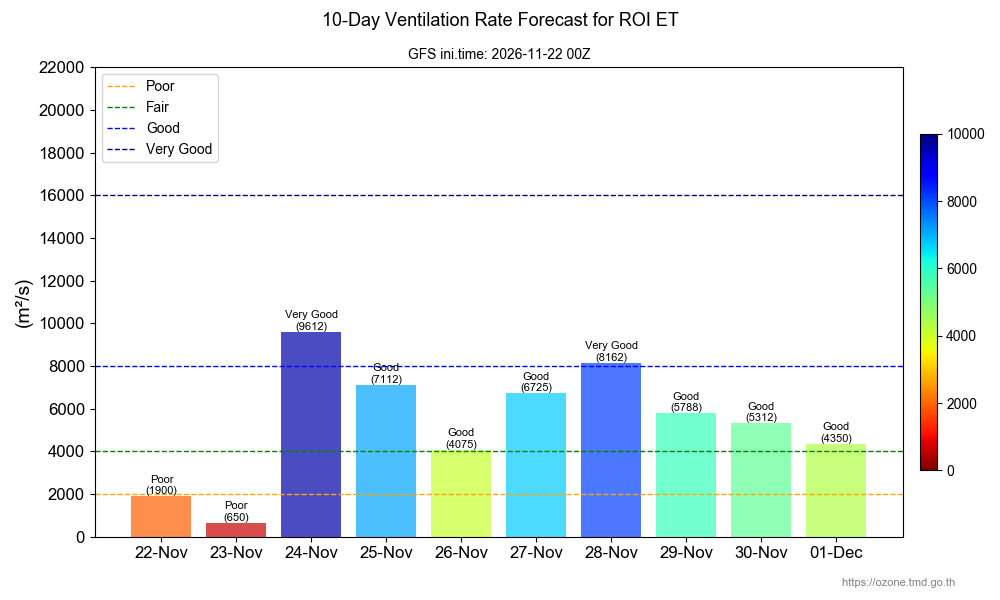 10-Day Ventilation Rate Forecast for ROI ET
GFS ini.time: 2026-11-22 00Z
(m²/s)
22000
20000
18000
16000
14000
12000
10000
8000
6000
4000
2000
0
Poor
Fair
Good
Very Good
Poor
(1900)
Poor
(650)
Very Good
(9612)
Good
(7112)
Good
(4075)
Good
(6725)
Very Good
(8162)
Good
(5788)
Good
(5312)
Good
(4350)
22-Nov
23-Nov
24-Nov
25-Nov
26-Nov
27-Nov
28-Nov
29-Nov
30-Nov
01-Dec
10000
8000
6000
4000
2000
0
https://ozone.tmd.go.th